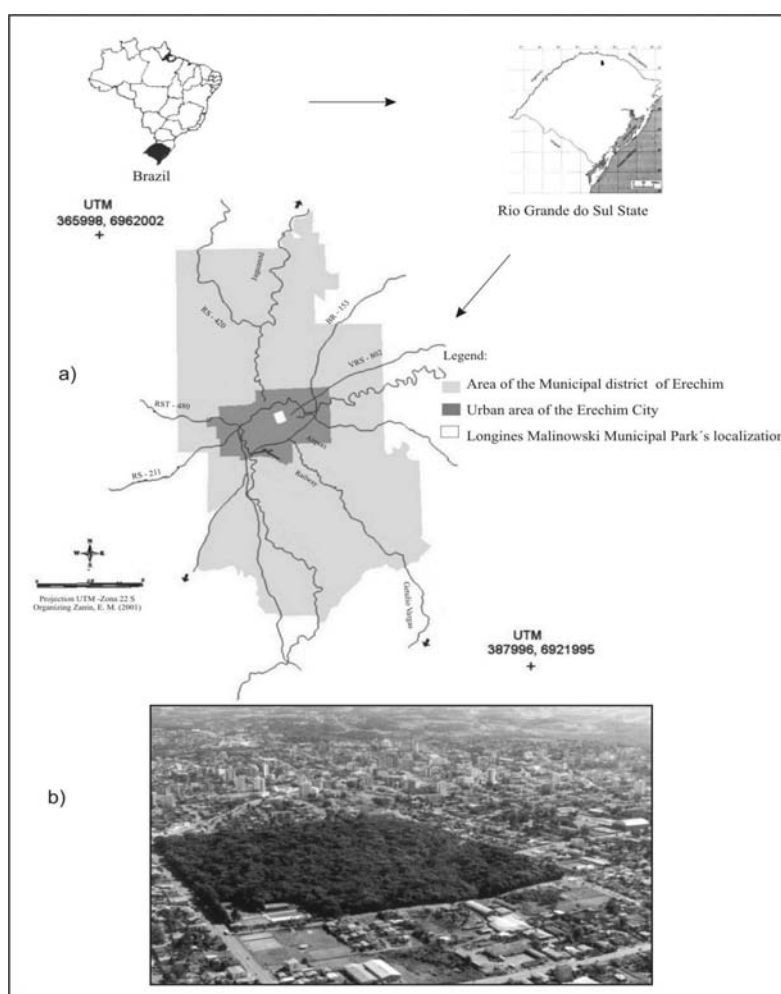 Brazil
Rio Grande do Sul State
UTM
365998, 6962002
+
a)
RS - 420
Jaguaretê
BR - 153
VRS - 802
Legend:
Area of the Municipal district of Erechim
Urban area of the Erechim City
Longines Malinowski Municipal Park´s localization
RST - 480
RS - 211
Railway
Getulio Vargas
N
W
E
S
Projection UTM -Zona 22 S
Organizing Zanin, E. M. (2001)
UTM
387996, 6921995
+
b)